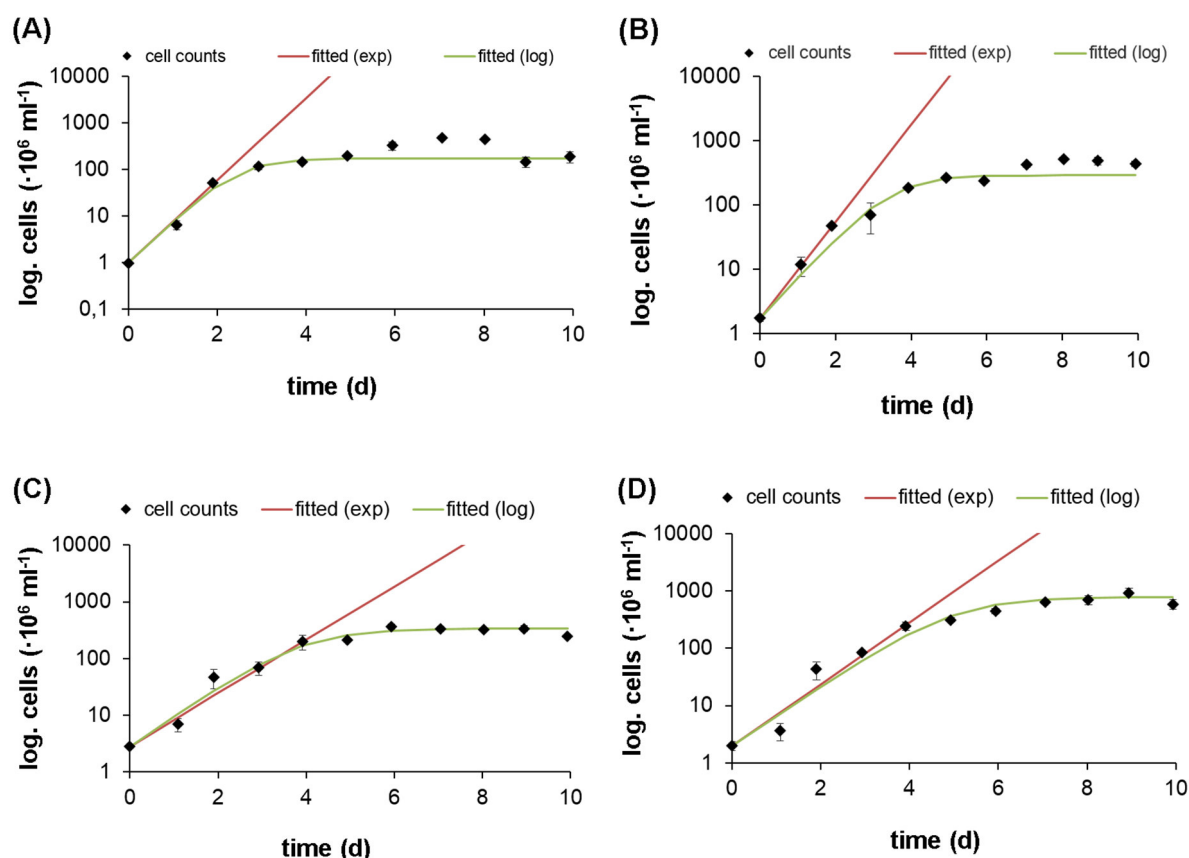 (A)
cell counts fitted (exp) fitted (log)
10000
1000
100
10
1
0,1
0 2 4 6 8 10
log. cells (·10⁶ ml⁻¹)
time (d)
(B)
cell counts fitted (exp) fitted (log)
10000
1000
100
10
1
0 2 4 6 8 10
log. cells (·10⁶ ml⁻¹)
time (d)
(C)
cell counts fitted (exp) fitted (log)
10000
1000
100
10
1
0 2 4 6 8 10
log. cells (·10⁶ ml⁻¹)
time (d)
(D)
cell counts fitted (exp) fitted (log)
10000
1000
100
10
1
0 2 4 6 8 10
log. cells (·10⁶ ml⁻¹)
time (d)